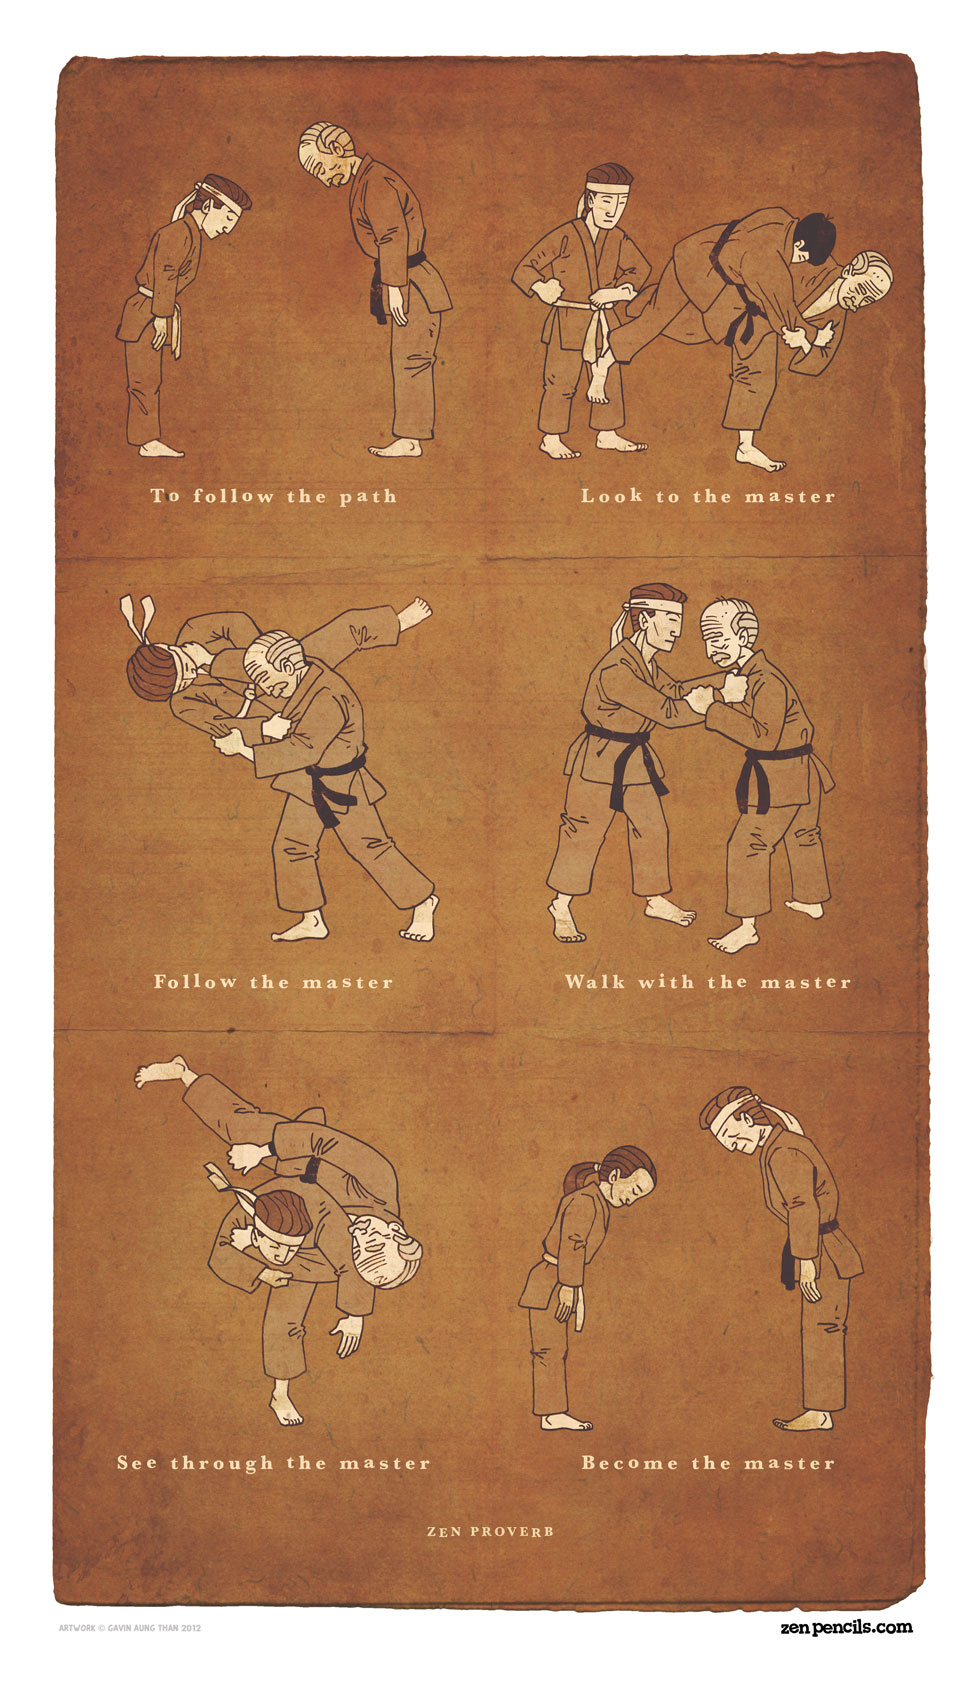 To follow the path
Look to the master
Follow the master
Walk with the master
See through the master
Become the master
ZEN PROVERB
ARTWORK © GAVIN AUNG THAN 2012
zenpencils.com